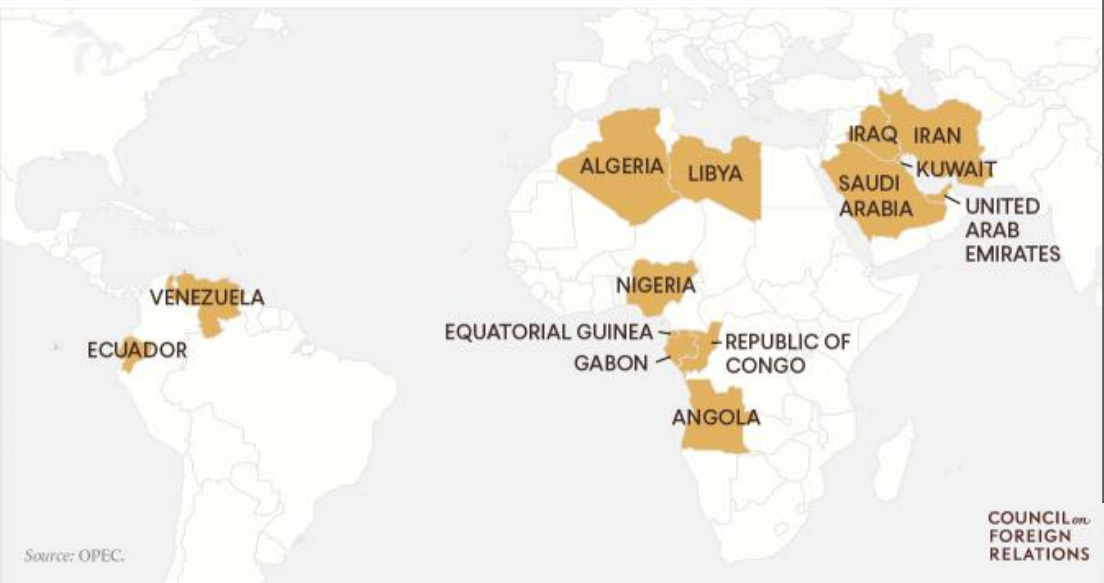 IRAQ
IRAN
ALGERIA
LIBYA
KUWAIT
SAUDI
ARABIA
UNITED
ARAB
EMIRATES
NIGERIA
VENEZUELA
EQUATORIAL GUINEA
REPUBLIC OF
CONGO
ECUADOR
GABON
ANGOLA
COUNCIL on
FOREIGN
RELATIONS
Source: OPEC.